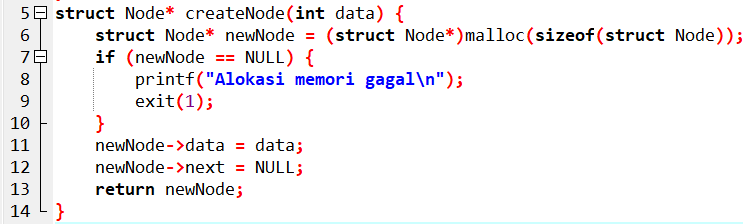 5 struct Node* createNode(int data) {
6     struct Node* newNode = (struct Node*)malloc(sizeof(struct Node));
7     if (newNode == NULL) {
8         printf("Alokasi memori gagal\n");
9         exit(1);
10     }
11     newNode->data = data;
12     newNode->next = NULL;
13     return newNode;
14 }